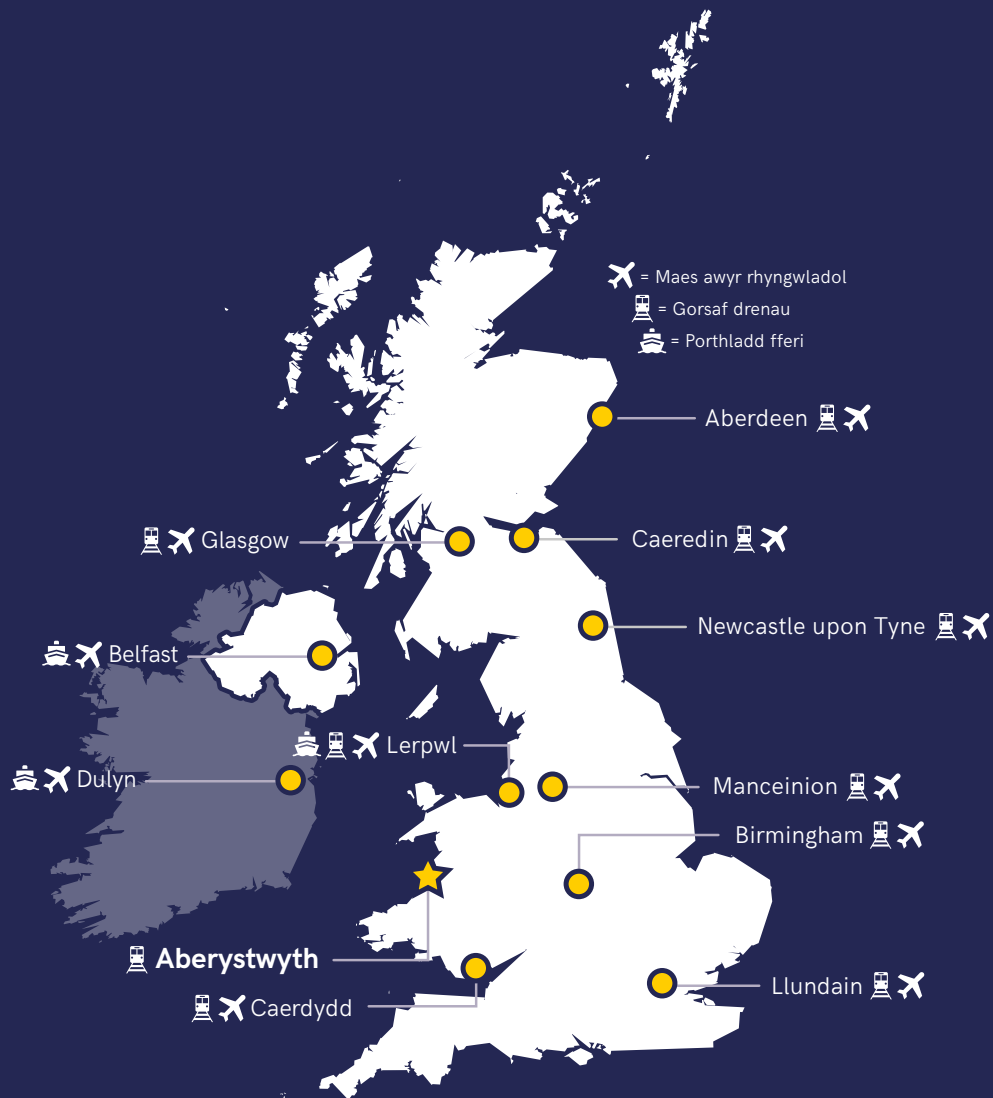 = Maes awyr rhyngwladol
= Gorsaf drenau
= Porthladd fferi
Aberdeen
Glasgow
Caeredin
Newcastle upon Tyne
Belfast
Lerpwl
Dulyn
Manceinion
Birmingham
Aberystwyth
Llundain
Caerdydd